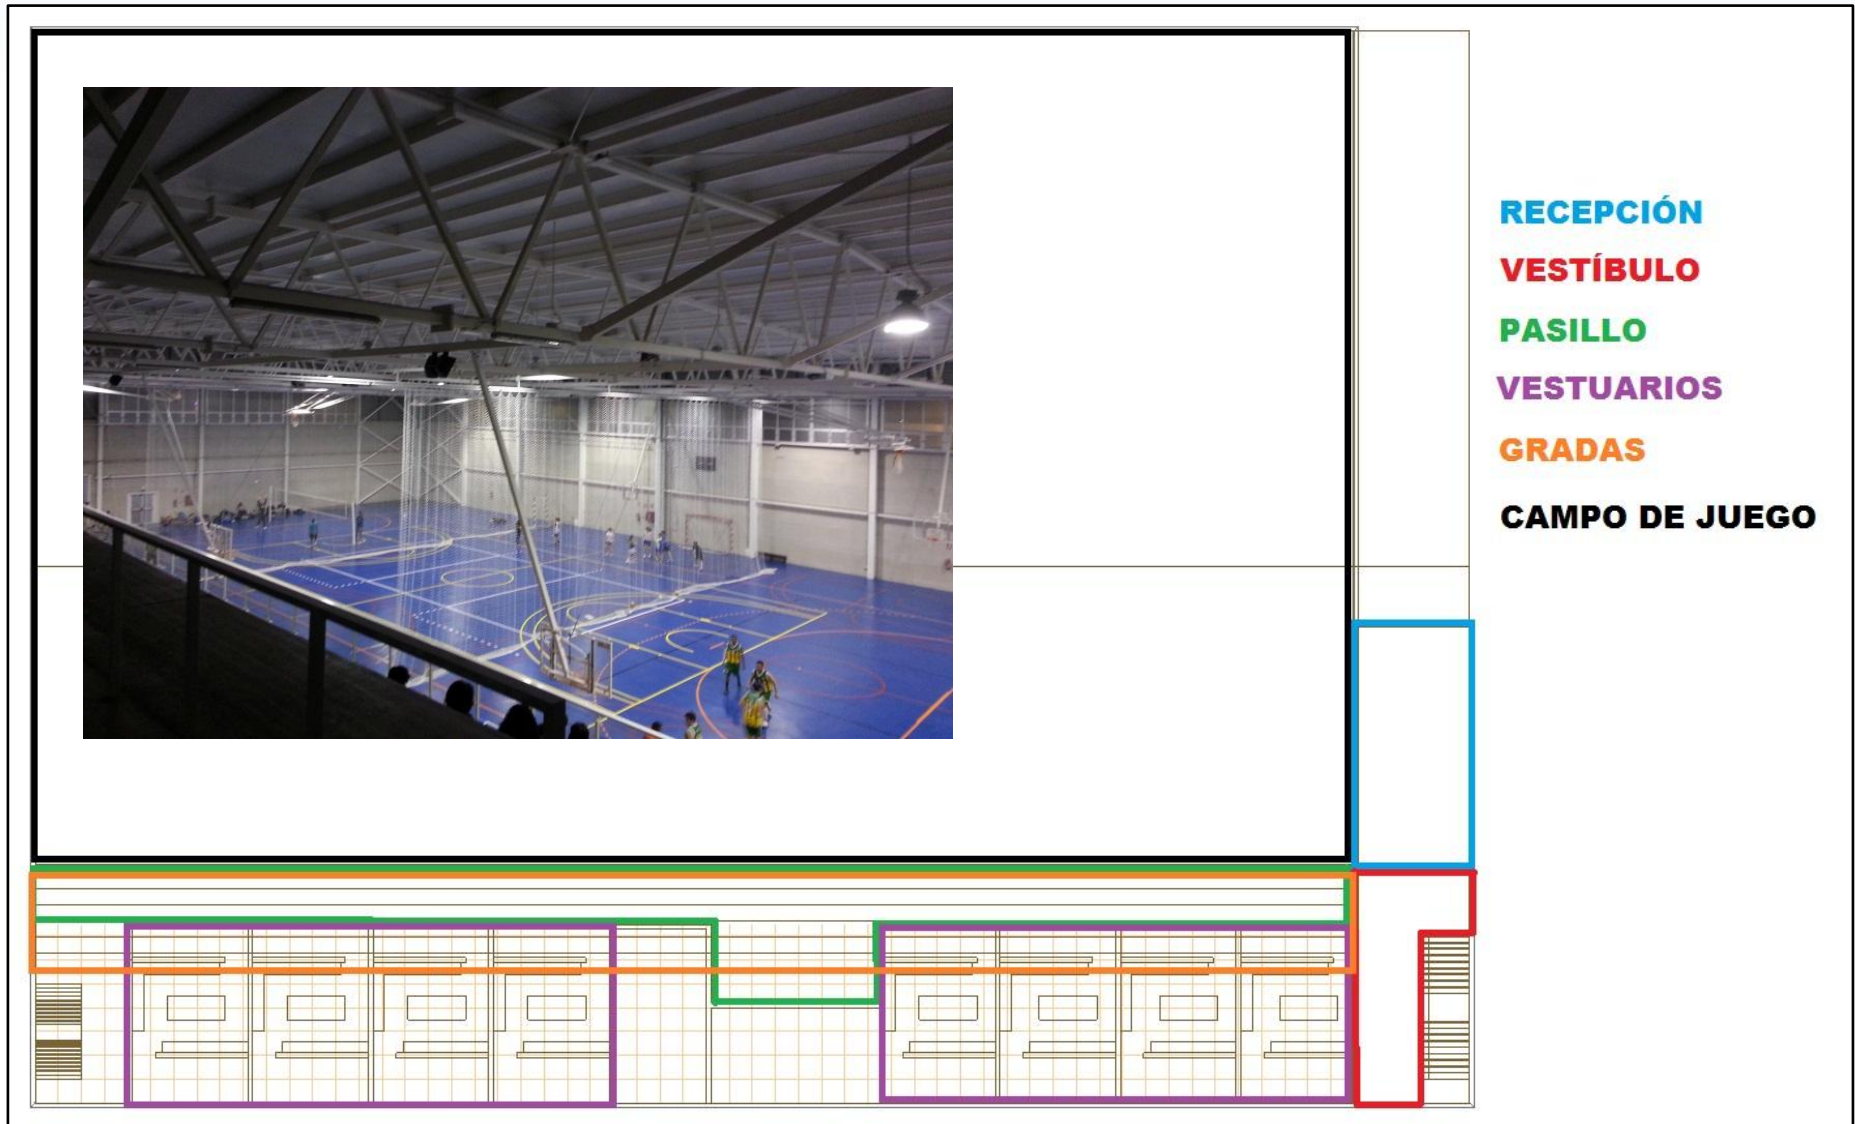 RECEPCIÓN
VESTÍBULO
PASILLO
VESTUARIOS
GRADAS
CAMPO DE JUEGO